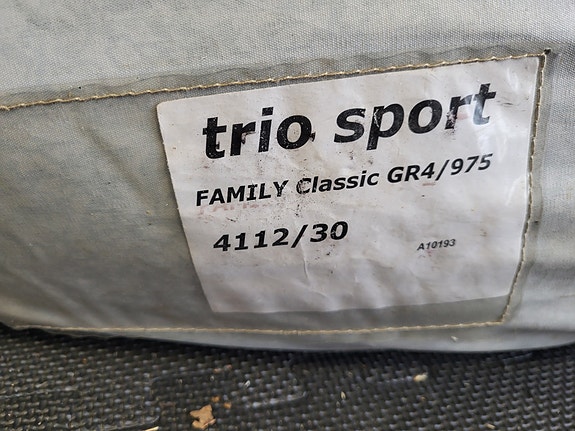 trio sport
FAMILY Classic GR4/975
4112/30
A10193